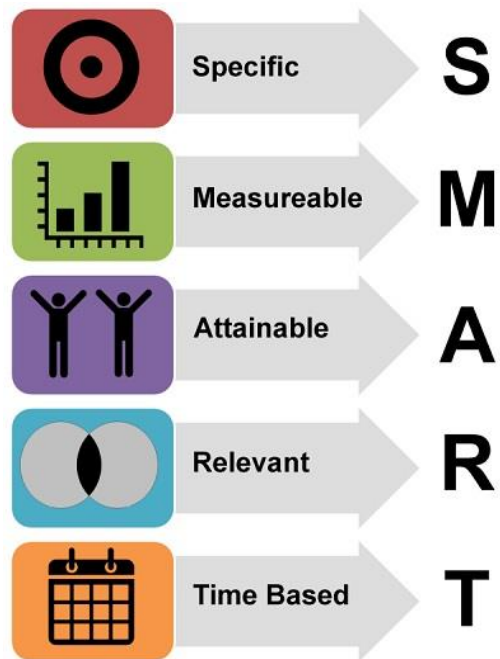 Specific S
Measureable M
Attainable A
Relevant R
Time Based T